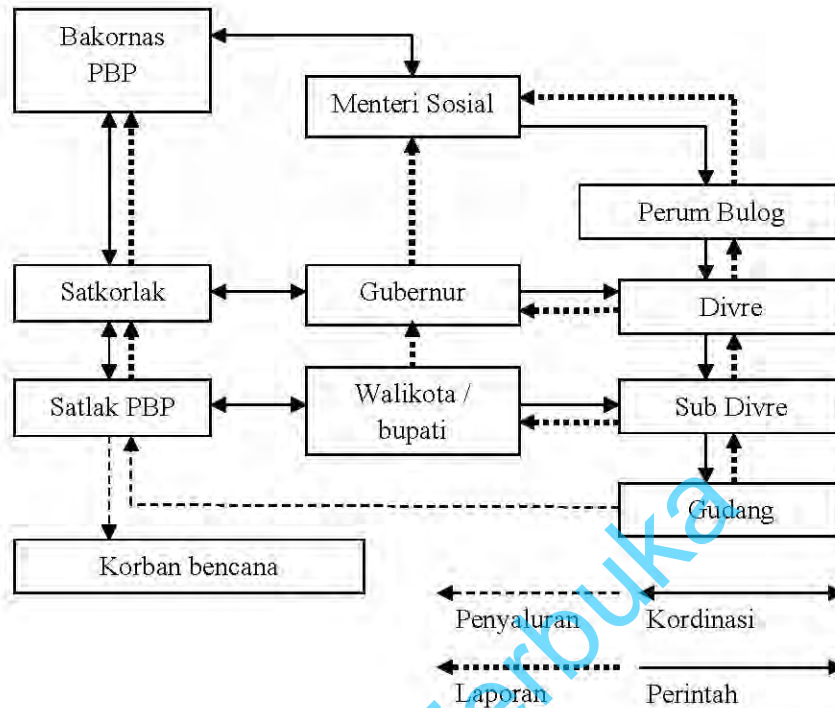 Bakornas
PBP
Menteri Sosial
Perum Bulog
Satkorlak
Gubernur
Divre
Satlak PBP
Walikota /
bupati
Sub Divre
Gudang
Korban bencana
Penyaluran
Kordinasi
Laporan
Perintah
erbuka